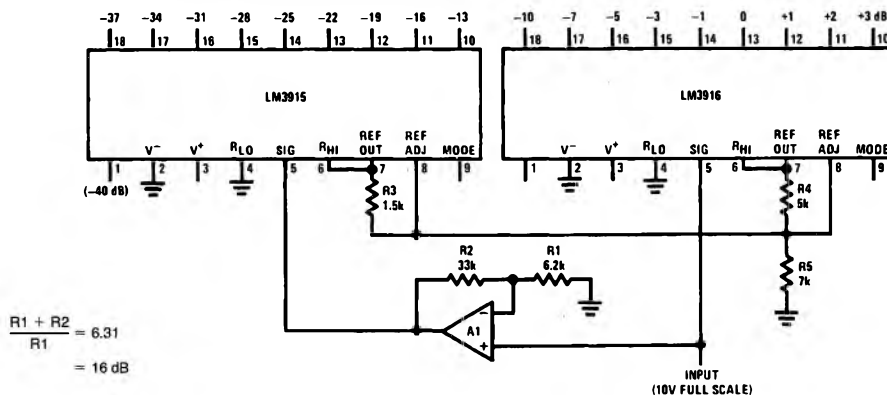 -37 -34 -31 -28 -25 -22 -19 -16 -13
18 17 16 15 14 13 12 11 10
LM3915
V- V+ RLO SIG RHI REF OUT REF ADJ MODE
1 2 3 4 5 6 7 8 9
(-40 dB)
-10 -7 -5 -3 -1 0 +1 +2 +3 dB
18 17 16 15 14 13 12 11 10
LM3916
V- V+ RLO SIG RHI REF OUT REF ADJ MODE
1 2 3 4 5 6 7 8 9
R3
1.5k
R4
5k
R2
33k
R1
6.2k
R5
7k
A1
-
+
R1 + R2
R1
= 6.31
= 16 dB
INPUT
(10V FULL SCALE)